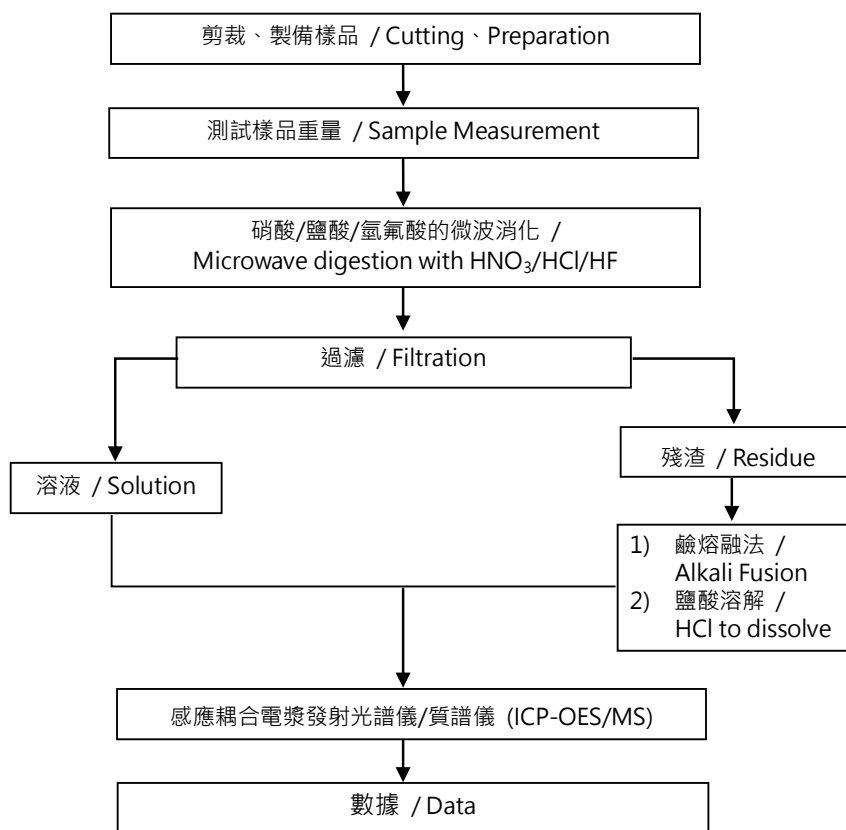 剪裁、製備樣品 / Cutting、Preparation
測試樣品重量 / Sample Measurement
硝酸/鹽酸/氫氟酸的微波消化 /
Microwave digestion with HNO₃/HCl/HF
過濾 / Filtration
溶液 / Solution
殘渣 / Residue
1) 鹼熔融法 /
Alkali Fusion
2) 鹽酸溶解 /
HCl to dissolve
感應耦合電漿發射光譜儀/質譜儀 (ICP-OES/MS)
數據 / Data